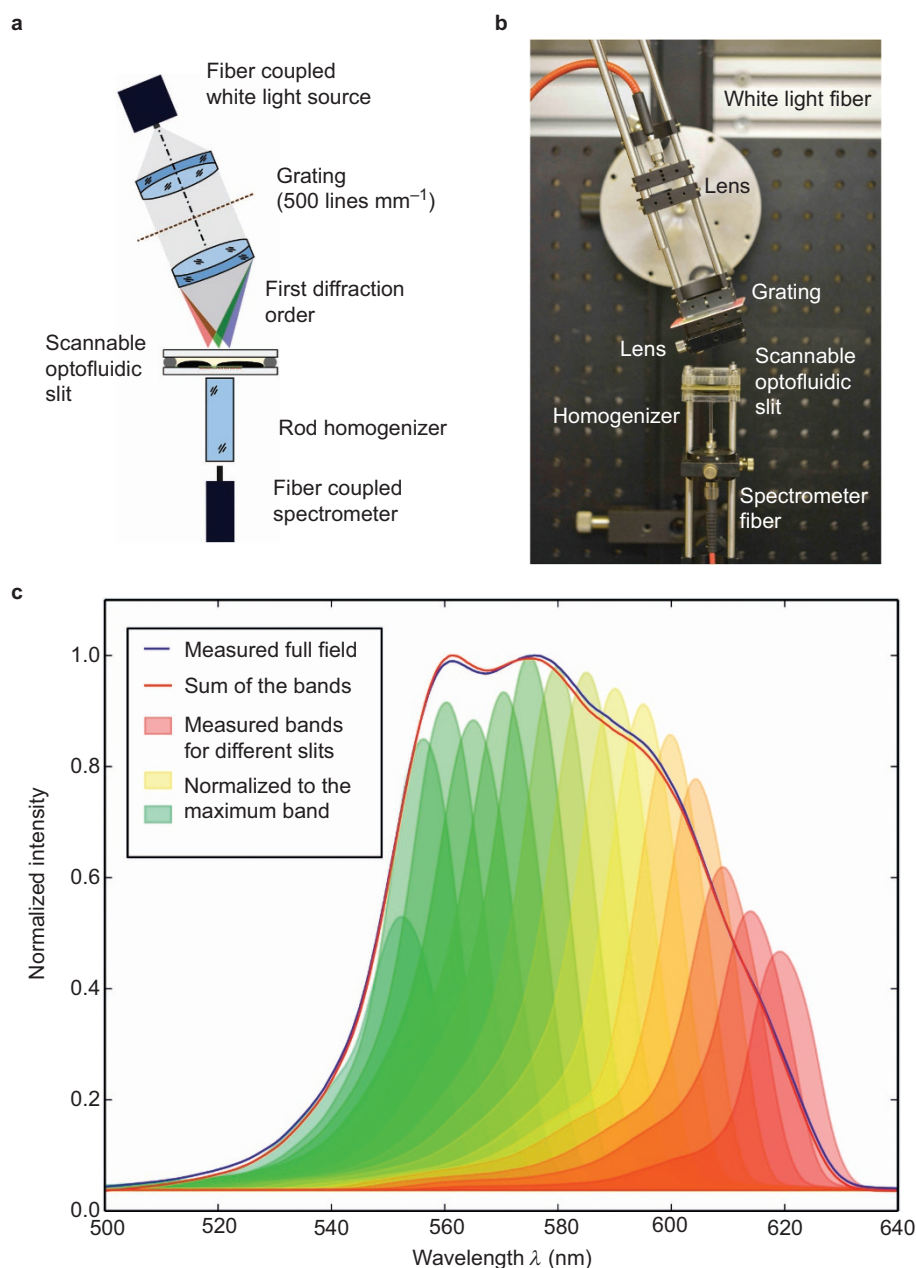 a
Fiber coupled
white light source
Grating
(500 lines mm⁻¹)
First diffraction
order
Scannable
optofluidic
slit
Rod homogenizer
Fiber coupled
spectrometer
b
White light fiber
Lens
Grating
Lens
Scannable
optofluidic
slit
Homogenizer
Spectrometer
fiber
c
Measured full field
Sum of the bands
Measured bands
for different slits
Normalized to the
maximum band
Normalized intensity
1.0
0.8
0.6
0.4
0.2
0.0
500 520 540 560 580 600 620 640
Wavelength λ (nm)